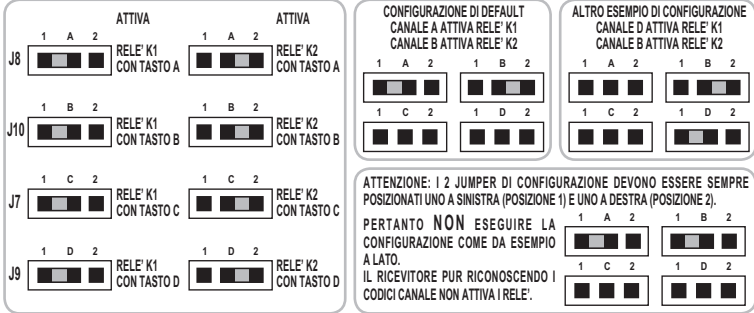 ATTIVA ATTIVA
1 A 2 1 A 2
J8 RELE' K1 RELE' K2
CON TASTO A CON TASTO A
1 B 2 1 B 2
J10 RELE' K1 RELE' K2
CON TASTO B CON TASTO B
1 C 2 1 C 2
J7 RELE' K1 RELE' K2
CON TASTO C CON TASTO C
1 D 2 1 D 2
J9 RELE' K1 RELE' K2
CON TASTO D CON TASTO D
CONFIGURAZIONE DI DEFAULT
CANALE A ATTIVA RELE' K1
CANALE B ATTIVA RELE' K2
1 A 2 1 B 2
1 C 2 1 D 2
ALTRO ESEMPIO DI CONFIGURAZIONE
CANALE D ATTIVA RELE' K1
CANALE B ATTIVA RELE' K2
1 A 2 1 B 2
1 C 2 1 D 2
ATTENZIONE: I 2 JUMPER DI CONFIGURAZIONE DEVONO ESSERE SEMPRE
POSIZIONATI UNO A SINISTRA (POSIZIONE 1) E UNO A DESTRA (POSIZIONE 2).
PERTANTO NON ESEGUIRE LA
CONFIGURAZIONE COME DA ESEMPIO
A LATO.
IL RICEVITORE PUR RICONOSCENDO I
CODICI CANALE NON ATTIVA I RELE'.
1 A 2 1 B 2
1 C 2 1 D 2